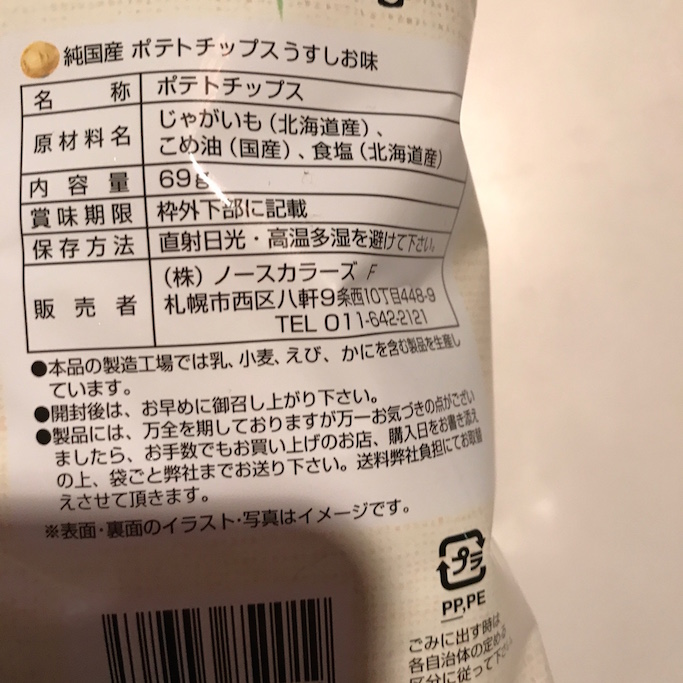 純国産 ポテトチップスうすしお味
名称 ポテトチップス
原材料名 じゃがいも(北海道産)、
こめ油(国産)、食塩(北海道産)
内容量 69g
賞味期限 枠外下部に記載
保存方法 直射日光・高温多湿を避けて下さい。
(株)ノースカラーズ F
販売者 札幌市西区八軒9条西10丁目448-9
TEL 011-642-2121
●本品の製造工場では乳、小麦、えび、かにを含む製品を生産し
ています。
●開封後は、お早めに御召し上がり下さい。
●製品には、万全を期しておりますが万一お気づきの点がござい
ましたら、お手数でもお買い上げのお店、購入日をお書き添え
の上、袋ごと弊社までお送り下さい。送料弊社負担にてお取替
えさせて頂きます。
※表面・裏面のイラスト・写真はイメージです。
プラ
PP,PE
ごみに出す時は
各自治体の定める
区分に従って下